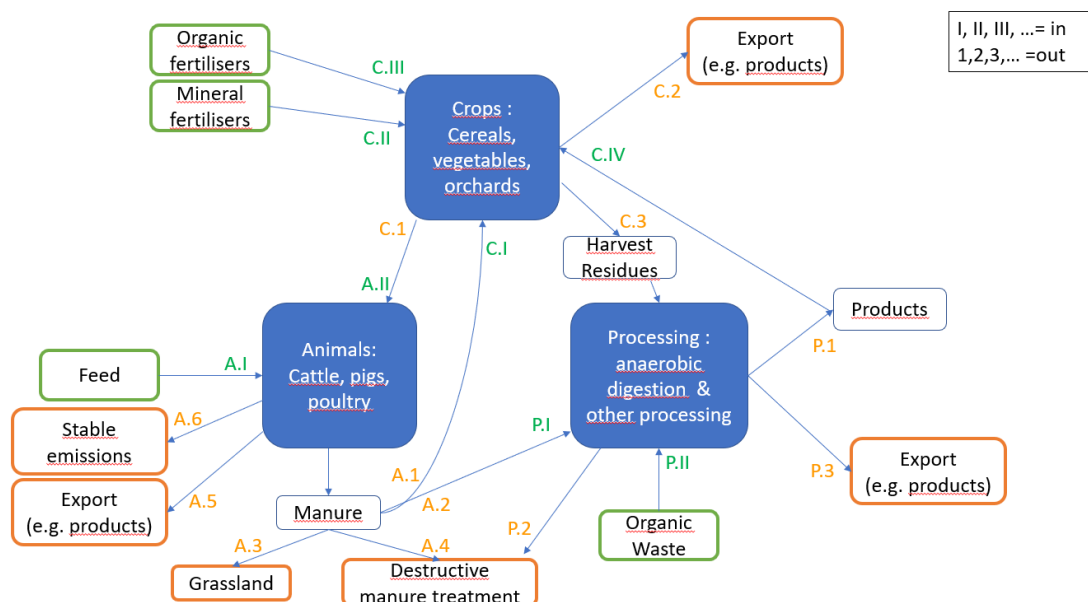 I, II, III, ...= in
1,2,3,... =out
Organic
fertilisers
Mineral
fertilisers
C.III
C.II
Crops :
Cereals,
vegetables,
orchards
Export
(e.g. products)
C.2
C.IV
C.3
Harvest
Residues
C.1
C.I
A.II
Animals:
Cattle, pigs,
poultry
Processing :
anaerobic
digestion &
other processing
Products
P.1
Feed
A.I
A.6
Stable
emissions
A.5
Export
(e.g. products)
A.1
A.2
P.I
P.II
P.3
Export
(e.g. products)
Manure
P.2
Organic
Waste
A.3
A.4
Grassland
Destructive
manure treatment